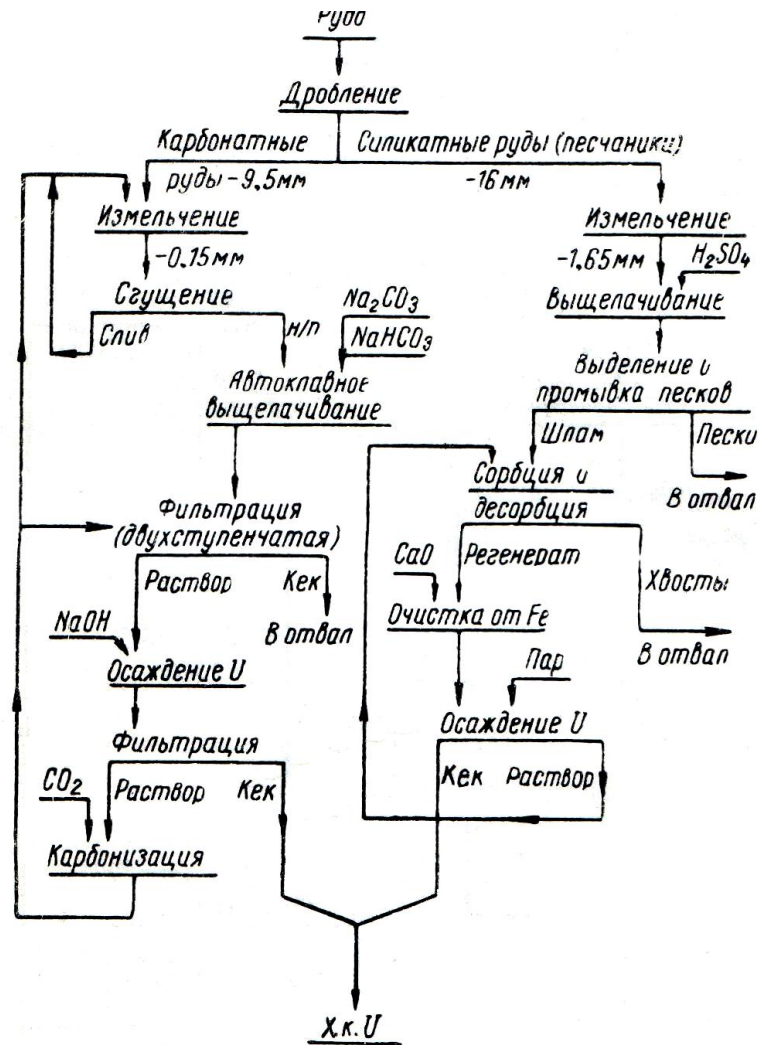 Руда
Дробление
Карбонатные
Силикатные руды (песчаники)
руды -9,5мм
-16 мм
Измельчение
Измельчение
-0,15мм
-1,65мм
H₂SO₄
Сгущение
Na₂CO₃
Выщелачивание
Слив
н/п
NaHCO₃
Выделение и
Автоклавное
промывка песков
выщелачивание
Шлам
Пески
Сорбция и
В отвал
Фильтрация
десорбция
(двухступенчатая)
CaO
Регенерат
Хвосты
Раствор
Кек
NaOH
Очистка от Fe
В отвал
Пар
В отвал
Осаждение U
Осаждение U
Фильтрация
CO₂
Раствор
Кек
Кек
Раствор
Карбонизация
Х.к. U